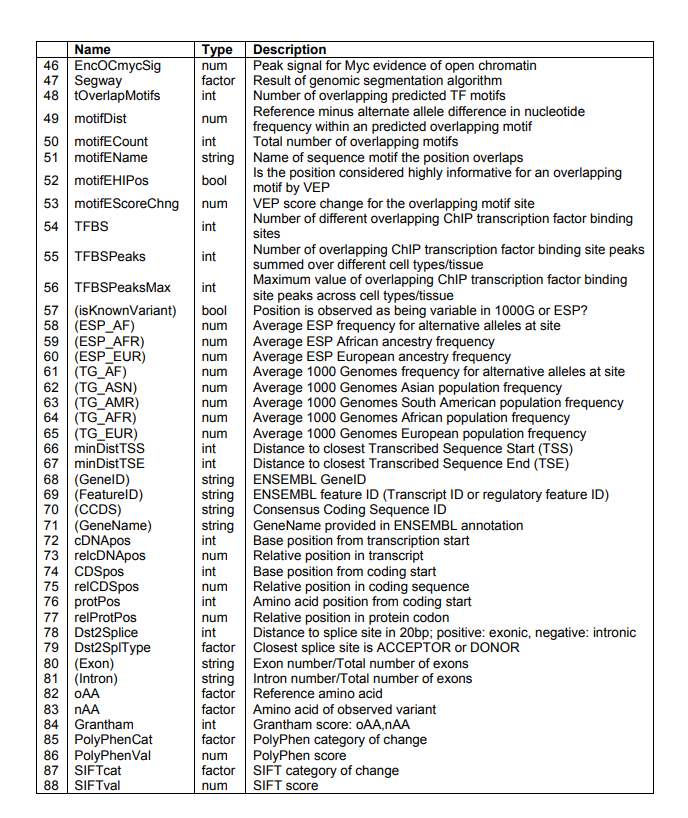 Name Type Description
46 EncOCmycSig num Peak signal for Myc evidence of open chromatin
47 Segway factor Result of genomic segmentation algorithm
48 tOverlapMotifs int Number of overlapping predicted TF motifs
49 motifDist num Reference minus alternate allele difference in nucleotide
frequency within an predicted overlapping motif
50 motifECount int Total number of overlapping motifs
51 motifEName string Name of sequence motif the position overlaps
52 motifEHIPos bool Is the position considered highly informative for an overlapping
motif by VEP
53 motifEScoreChng num VEP score change for the overlapping motif site
54 TFBS int Number of different overlapping ChIP transcription factor binding
sites
55 TFBSPeaks int Number of overlapping ChIP transcription factor binding site peaks
summed over different cell types/tissue
56 TFBSPeaksMax int Maximum value of overlapping ChIP transcription factor binding
site peaks across cell types/tissue
57 (isKnownVariant) bool Position is observed as being variable in 1000G or ESP?
58 (ESP_AF) num Average ESP frequency for alternative alleles at site
59 (ESP_AFR) num Average ESP African ancestry frequency
60 (ESP_EUR) num Average ESP European ancestry frequency
61 (TG_AF) num Average 1000 Genomes frequency for alternative alleles at site
62 (TG_ASN) num Average 1000 Genomes Asian population frequency
63 (TG_AMR) num Average 1000 Genomes South American population frequency
64 (TG_AFR) num Average 1000 Genomes African population frequency
65 (TG_EUR) num Average 1000 Genomes European population frequency
66 minDistTSS int Distance to closest Transcribed Sequence Start (TSS)
67 minDistTSE int Distance to closest Transcribed Sequence End (TSE)
68 (GeneID) string ENSEMBL GeneID
69 (FeatureID) string ENSEMBL feature ID (Transcript ID or regulatory feature ID)
70 (CCDS) string Consensus Coding Sequence ID
71 (GeneName) string GeneName provided in ENSEMBL annotation
72 cDNApos int Base position from transcription start
73 relcDNApos num Relative position in transcript
74 CDSpos int Base position from coding start
75 relCDSpos num Relative position in coding sequence
76 protPos int Amino acid position from coding start
77 relProtPos num Relative position in protein codon
78 Dst2Splice int Distance to splice site in 20bp; positive: exonic, negative: intronic
79 Dst2SplType factor Closest splice site is ACCEPTOR or DONOR
80 (Exon) string Exon number/Total number of exons
81 (Intron) string Intron number/Total number of exons
82 oAA factor Reference amino acid
83 nAA factor Amino acid of observed variant
84 Grantham int Grantham score: oAA,nAA
85 PolyPhenCat factor PolyPhen category of change
86 PolyPhenVal num PolyPhen score
87 SIFTcat factor SIFT category of change
88 SIFTval num SIFT score